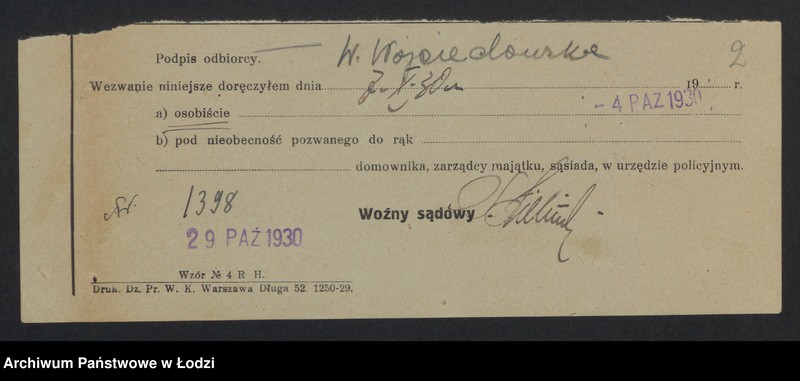 2
Podpis odbiorcy. W. Wojciechowska
Wezwanie niniejsze doręczyłem dnia 7. X. 30 19 r.
- 4 PAŹ 1930
a) osobiście
b) pod nieobecność pozwanego do rąk
domownika, zarządcy majątku, sąsiada, w urzędzie policyjnym.
Nr. 1398
Woźny sądowy
29 PAŹ 1930
Wzór № 4 R H.
Druk. Dz. Pr. W. K. Warszawa Długa 52. 1250-29.
Archiwum Państwowe w Łodzi